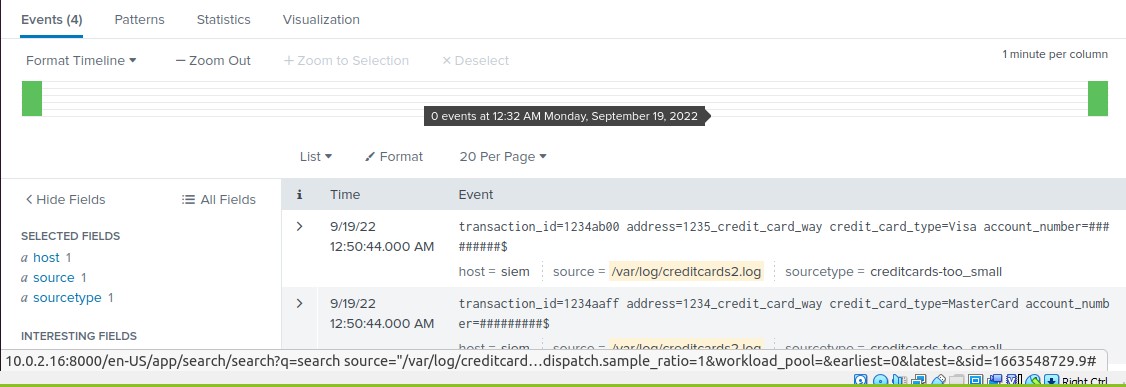 Events (4) Patterns Statistics Visualization
Format Timeline — Zoom Out + Zoom to Selection × Deselect 1 minute per column
0 events at 12:32 AM Monday, September 19, 2022
List Format 20 Per Page
< Hide Fields All Fields i Time Event
SELECTED FIELDS
a host 1
a source 1
a sourcetype 1
INTERESTING FIELDS
> 9/19/22 transaction_id=1234ab00 address=1235_credit_card_way credit_card_type=Visa account_number=###
12:50:44.000 AM ######$
host = siem source = /var/log/creditcards2.log sourcetype = creditcards-too_small
> 9/19/22 transaction_id=1234aaff address=1234_credit_card_way credit_card_type=MasterCard account_numb
12:50:44.000 AM er=#########$
host = siem source = /var/log/creditcards2.log sourcetype = creditcards-too_small
10.0.2.16:8000/en-US/app/search/search?q=search source="/var/log/creditcard...dispatch.sample_ratio=1&workload_pool=&earliest=0&latest=&sid=1663548729.9#
Right Ctrl